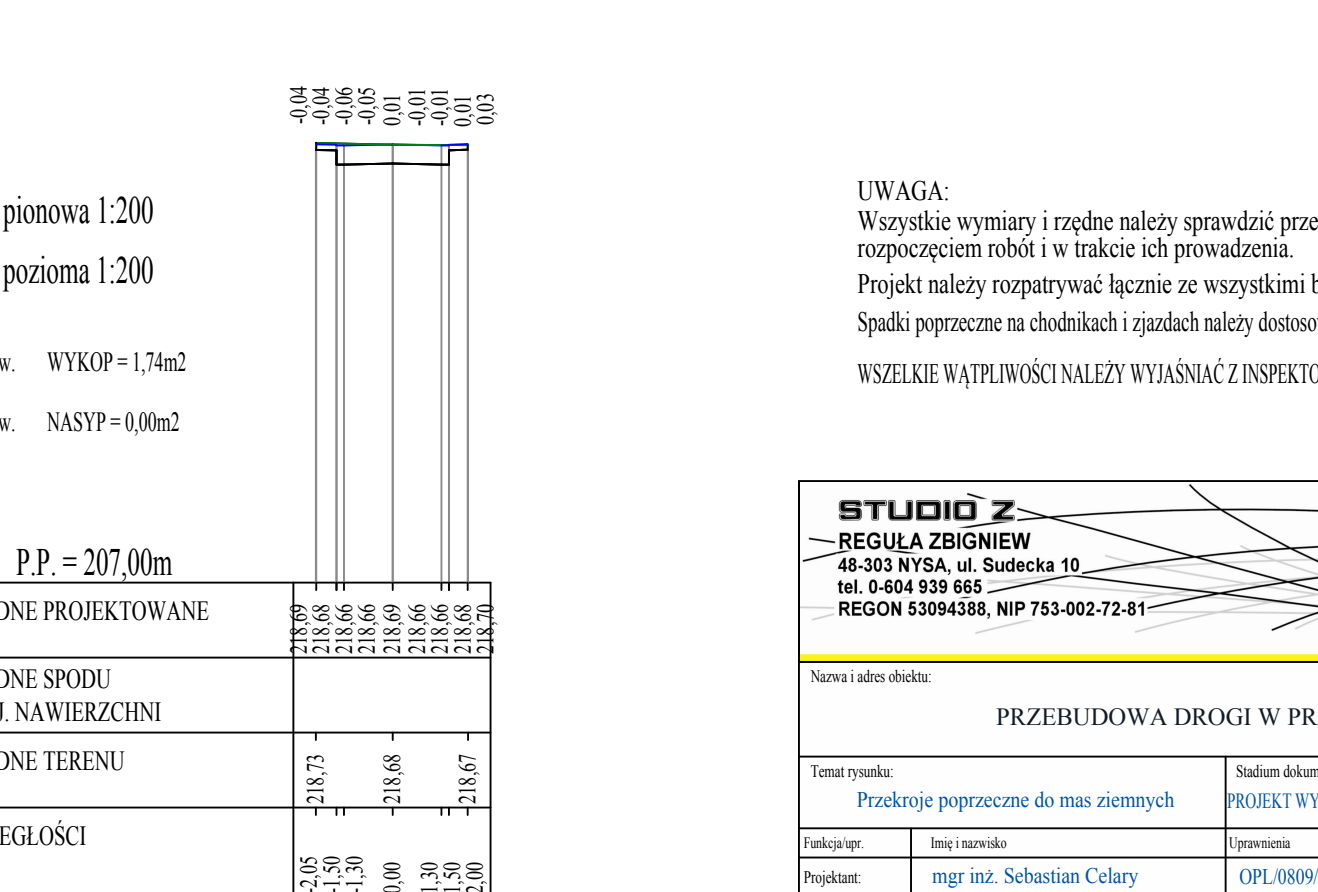 -0,04
-0,04
-0,06
-0,05
0,01
-0,01
-0,01
0,01
0,03
pionowa 1:200
pozioma 1:200
w. WYKOP = 1,74m2
w. NASYP = 0,00m2
P.P. = 207,00m
DNE PROJEKTOWANE
218,69
218,68
218,66
218,66
218,69
218,66
218,66
218,68
218,70
DNE SPODU
J. NAWIERZCHNI
DNE TERENU
218,73
218,68
218,67
EGŁOŚCI
-2,05
-1,50
-1,30
0,00
1,30
1,50
2,00
UWAGA:
Wszystkie wymiary i rzędne należy sprawdzić prze
rozpoczęciem robót i w trakcie ich prowadzenia.
Projekt należy rozpatrywać łącznie ze wszystkimi b
Spadki poprzeczne na chodnikach i zjazdach należy dostoso
WSZELKIE WĄTPLIWOŚCI NALEŻY WYJAŚNIAĆ Z INSPEKTO
STUDIO Z
REGUŁA ZBIGNIEW
48-303 NYSA, ul. Sudecka 10
tel. 0-604 939 665
REGON 53094388, NIP 753-002-72-81
Nazwa i adres obiektu:
PRZEBUDOWA DROGI W PR
Temat rysunku:
Przekroje poprzeczne do mas ziemnych
Stadium dokum
PROJEKT WY
Funkcja/upr. Imię i nazwisko Uprawnienia
Projektant: mgr inż. Sebastian Celary OPL/0809/